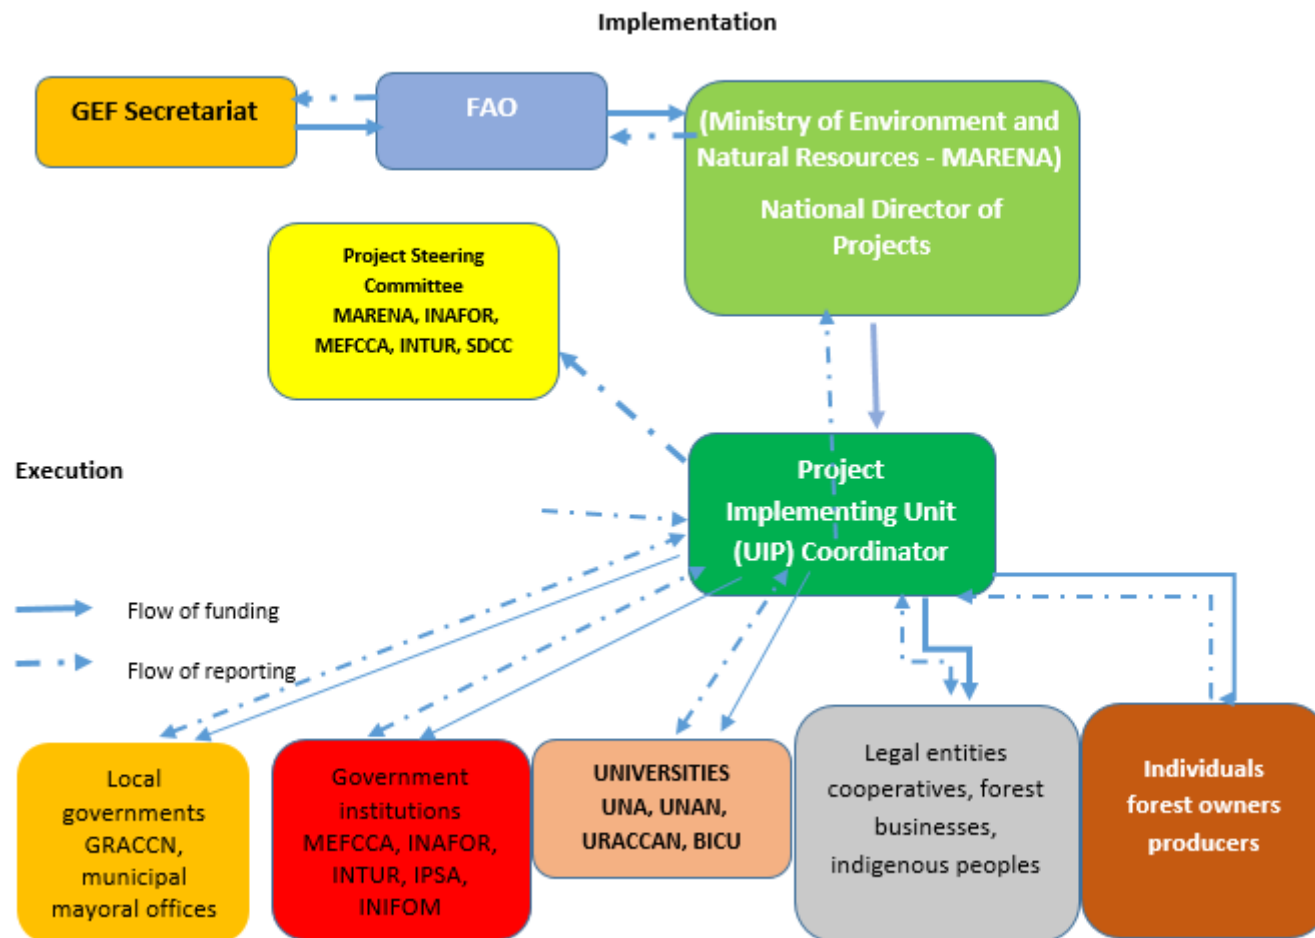 Implementation
GEF Secretariat
FAO
(Ministry of Environment and
Natural Resources - MARENA)
National Director of
Projects
Project Steering
Committee
MARENA, INAFOR,
MEFCCA, INTUR, SDCC
Execution
Project
Implementing Unit
(UIP) Coordinator
Flow of funding
Flow of reporting
Local
governments
GRACCN,
municipal
mayoral offices
Government
institutions
MEFCCA, INAFOR,
INTUR, IPSA,
INIFOM
UNIVERSITIES
UNA, UNAN,
URACCAN, BICU
Legal entities
cooperatives, forest
businesses,
indigenous peoples
Individuals
forest owners
producers